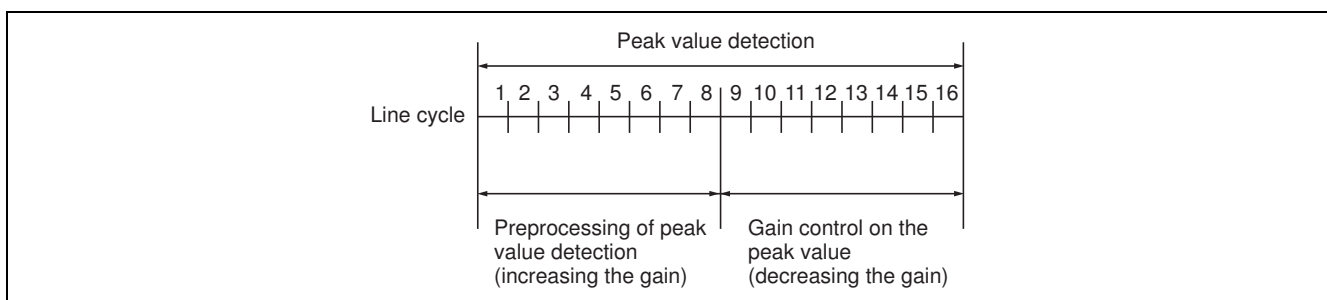 Peak value detection
1 2 3 4 5 6 7 8 9 10 11 12 13 14 15 16
Line cycle
Preprocessing of peak
value detection
(increasing the gain)
Gain control on the
peak value
(decreasing the gain)